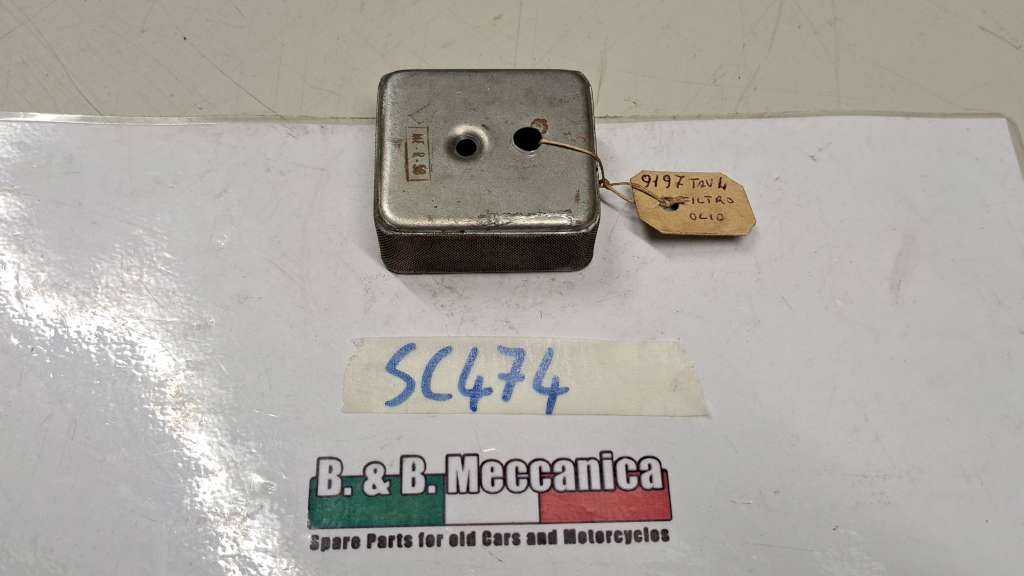 9197 TAV 4
FILTRO
OLIO
SC474
B. & B. Meccanica
Spare Parts for old Cars and Motorcycles